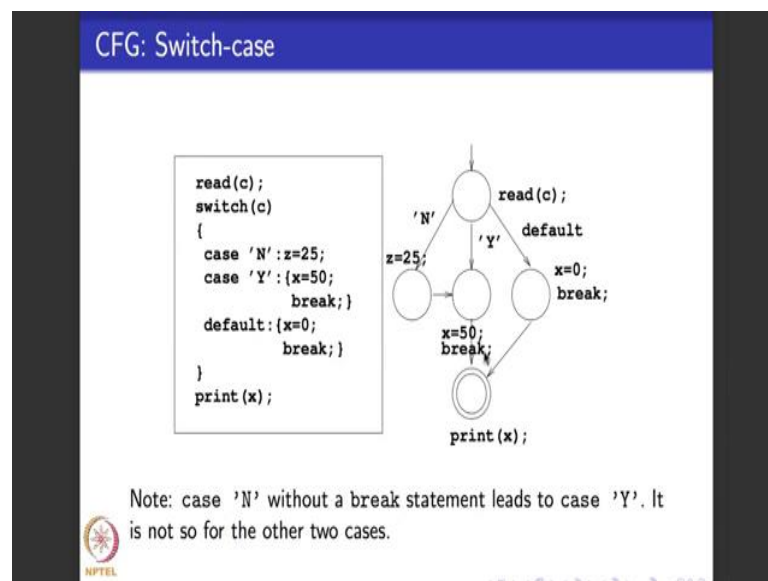 CFG: Switch-case
read(c);
switch(c)
{
case 'N':z=25;
case 'Y':{x=50;
break;}
default:{x=0;
break;}
}
print(x);
read(c);
'N'
'Y'
default
z=25;
x=0;
break;
x=50;
break;
print(x);
Note: case 'N' without a break statement leads to case 'Y'. It
is not so for the other two cases.
NPTEL